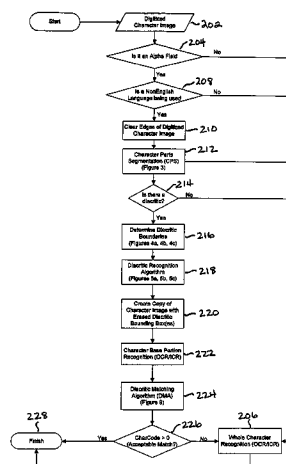 Start
Digitized
Character Image
202
204
Is it an Alpha Field
No
Yes
208
Is a NonEnglish
Language being used
No
Yes
Clear Edges of Digitized
Character Image
210
212
Character Parts
Segmentation (CPS)
(Figure 3)
214
Is there a
diacritic?
No
Yes
Determine Diacritic
Boundaries
(Figures 4a, 4b, 4c)
216
Diacritic Recognition
Algorithm
(Figures 5a, 5b, 5c)
218
Create Copy of
Character Image with
Erased Diacritic
Bounding Box(es)
220
Character Base Portion
Recognition (OCR/ICR)
222
Diacritic Matching
Algorithm (DMA)
(Figure 6)
224
228
226
206
Finish
Yes
CharCode > 0
(Acceptable Match?)
No
Whole Character
Recognition (OCR/ICR)